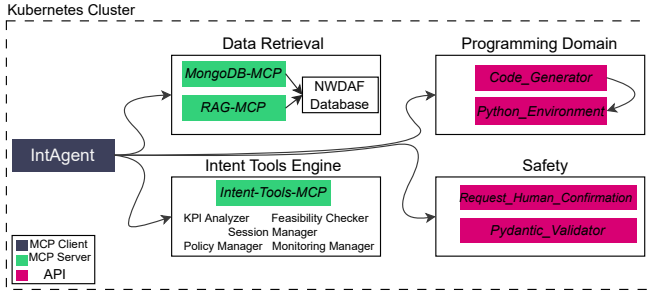 Kubernetes Cluster
Data Retrieval
MongoDB-MCP
RAG-MCP
NWDAF
Database
Programming Domain
Code_Generator
Python_Environment
IntAgent
Intent Tools Engine
Intent-Tools-MCP
KPI Analyzer Feasibility Checker
Session Manager
Policy Manager Monitoring Manager
Safety
Request_Human_Confirmation
Pydantic_Validator
MCP Client
MCP Server
API